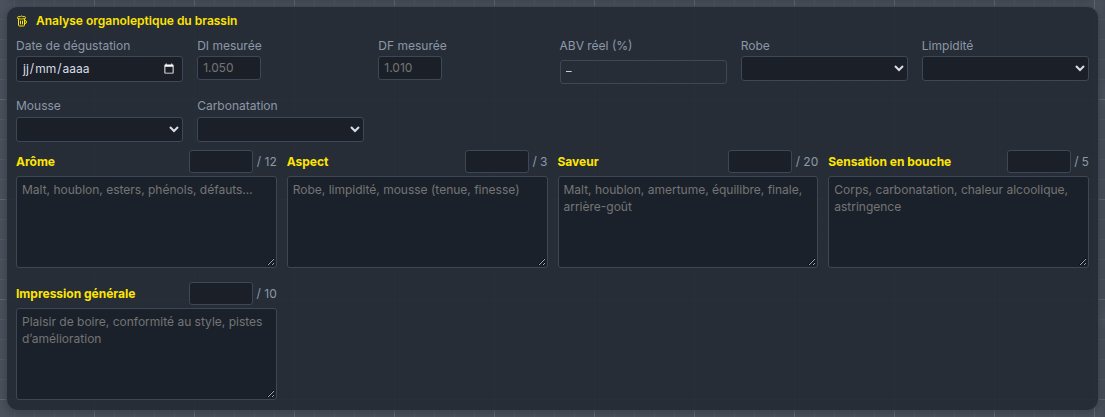 Analyse organoleptique du brassin
Date de dégustation DI mesurée DF mesurée ABV réel (%) Robe Limpidité
jj/mm/aaaa 1.050 1.010 –
Mousse Carbonatation
Arôme / 12 Aspect / 3 Saveur / 20 Sensation en bouche / 5
Malt, houblon, esters, phénols, défauts…
Robe, limpidité, mousse (tenue, finesse)
Malt, houblon, amertume, équilibre, finale,
arrière-goût
Corps, carbonatation, chaleur alcoolique,
astringence
Impression générale / 10
Plaisir de boire, conformité au style, pistes
d’amélioration